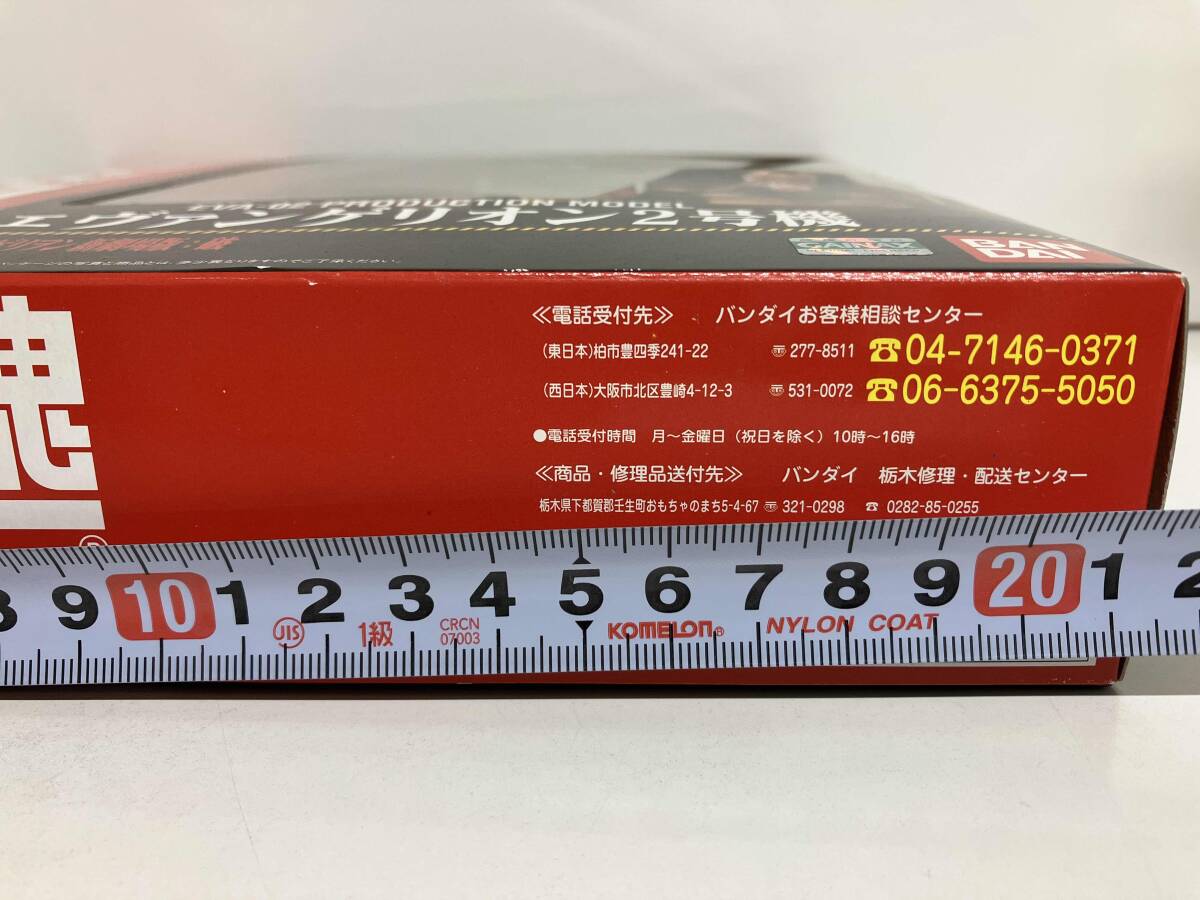 EVA-02 PRODUCTION MODEL
エヴァンゲリオン2号機
BAN
DAI
魂
®
≪電話受付先≫ バンダイお客様相談センター
(東日本)柏市豊四季241-22 〠277-8511 ☎04-7146-0371
(西日本)大阪市北区豊崎4-12-3 〠531-0072 ☎06-6375-5050
●電話受付時間 月~金曜日(祝日を除く)10時~16時
≪商品・修理品送付先≫ バンダイ 栃木修理・配送センター
栃木県下都賀郡壬生町おもちゃのまち5-4-67 〠321-0298 ☎0282-85-0255
8 9 10 1 2 3 4 5 6 7 8 9 20 1 2
JIS 1級 CRCN 07003 KOMELON® NYLON COAT